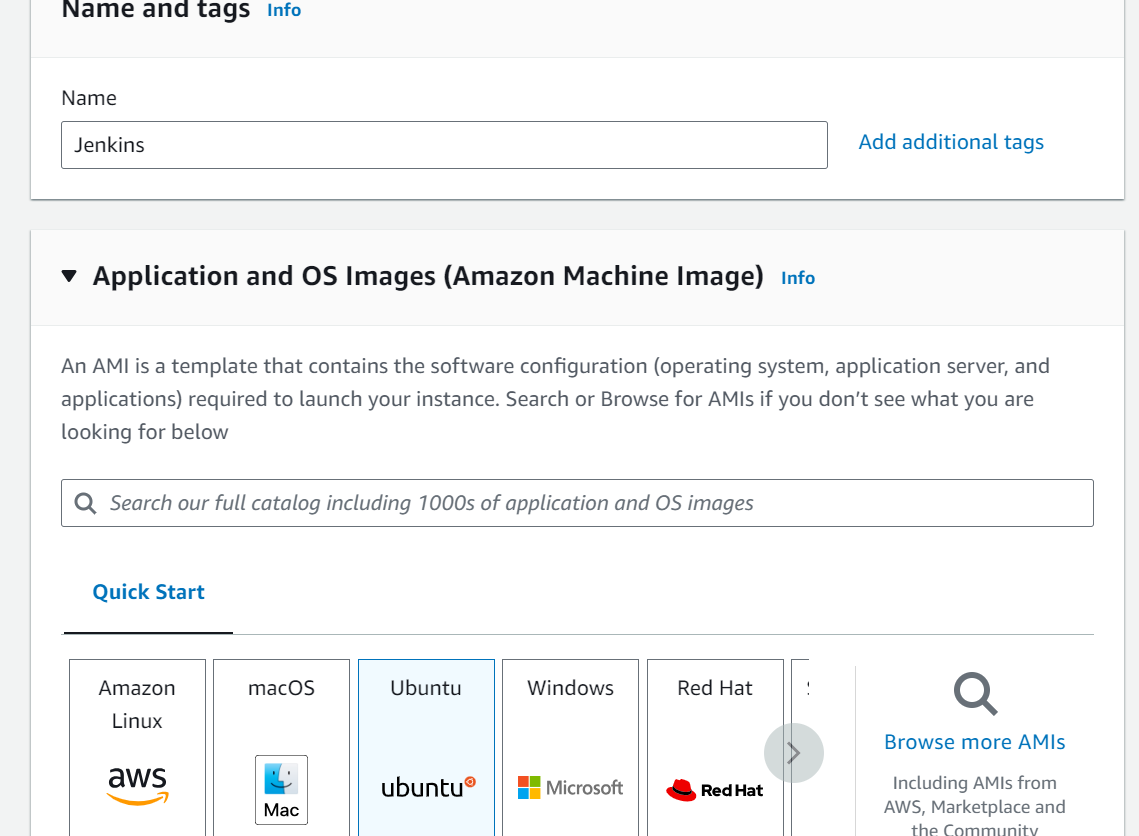 Name and tags Info
Name
Jenkins
Add additional tags
Application and OS Images (Amazon Machine Image) Info
An AMI is a template that contains the software configuration (operating system, application server, and
applications) required to launch your instance. Search or Browse for AMIs if you don’t see what you are
looking for below
Search our full catalog including 1000s of application and OS images
Quick Start
Amazon
Linux
aws
macOS
Mac
Ubuntu
ubuntu
Windows
Microsoft
Red Hat
Red Hat
Browse more AMIs
Including AMIs from
AWS, Marketplace and
the Community